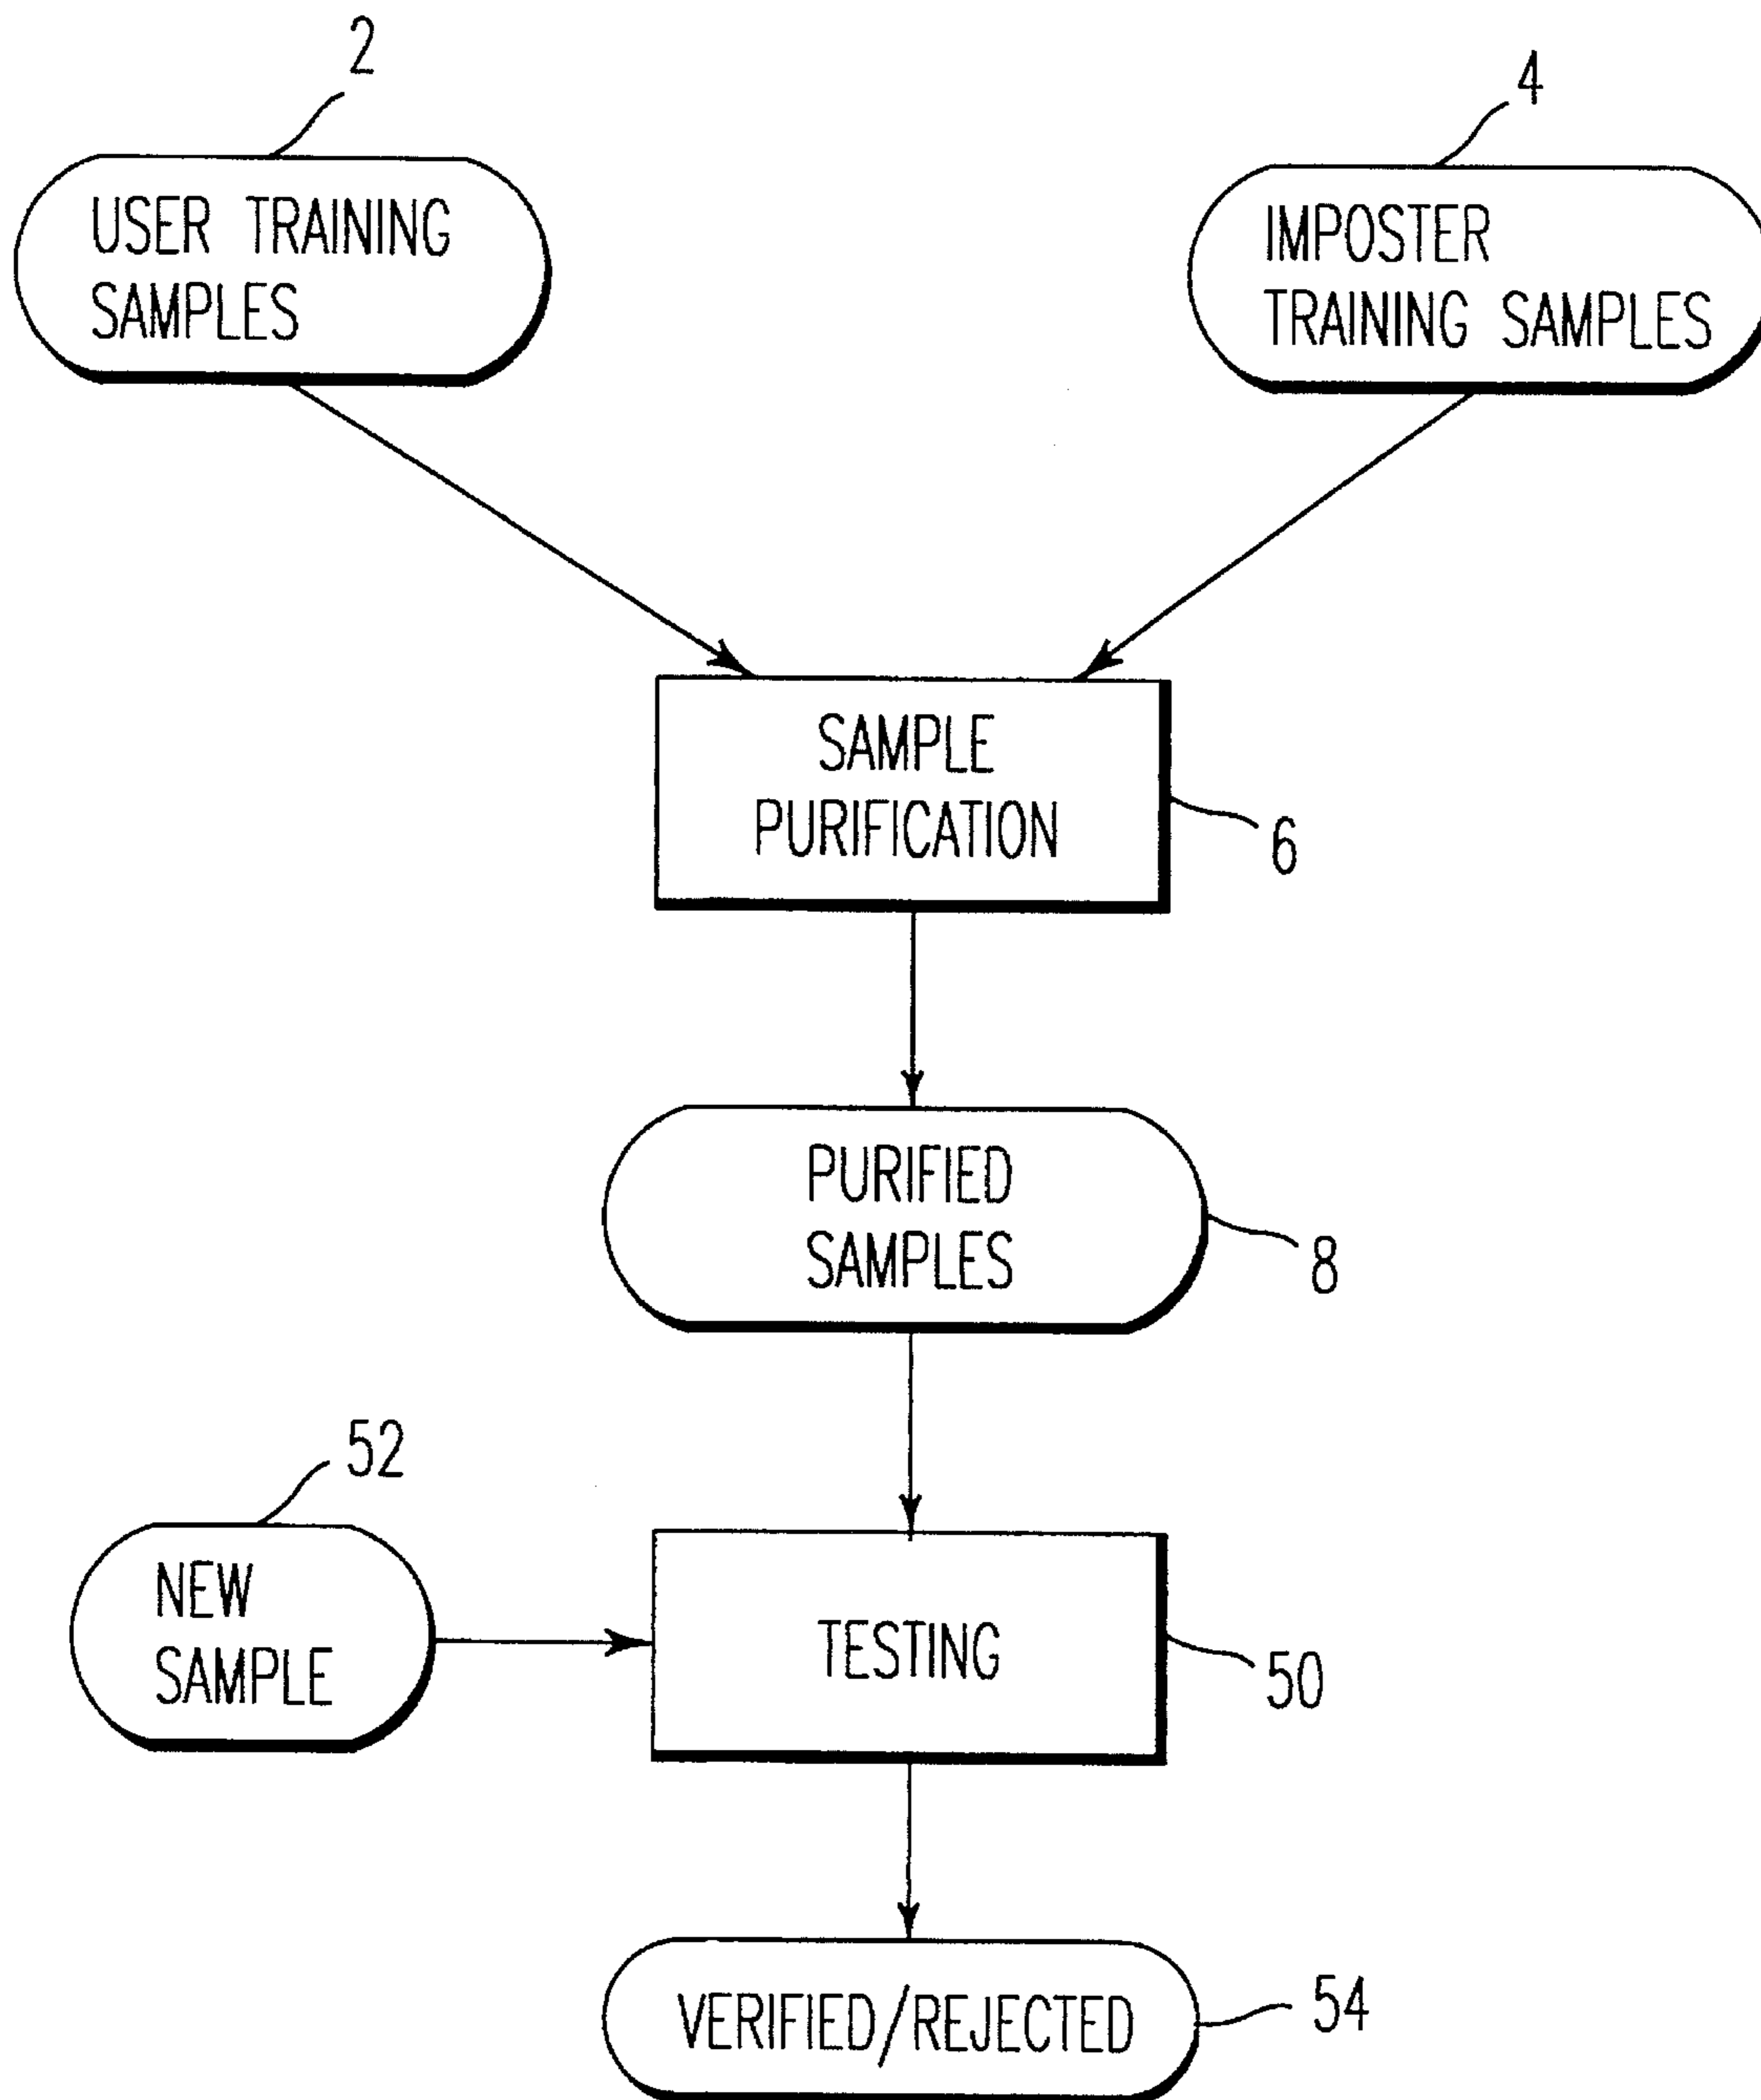 2
4
USER TRAINING
SAMPLES
IMPOSTER
TRAINING SAMPLES
SAMPLE
PURIFICATION
6
PURIFIED
SAMPLES
8
52
NEW
SAMPLE
TESTING
50
VERIFIED/REJECTED
54